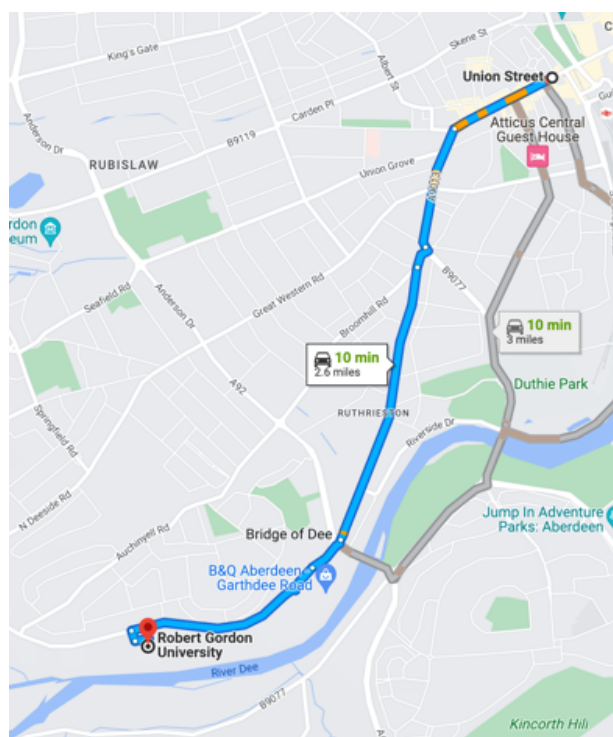 Skene St
King's Gate
Union Street
Albert St
Carden Pl
Anderson Dr
B9119
Atticus Central
Guest House
RUBISLAW
Union Grove
A9013
rdon
eum
B9077
Seafield Rd
Great Western Rd
Anderson Dr
Broomhill Rd
10 min
3 miles
10 min
2.6 miles
A92
Duthie Park
RUTHRIESTON
Springfield Rd
Riverside Dr
N Deeside Rd
Auchinyell Rd
Bridge of Dee
Jump In Adventure
Parks: Aberdeen
B&Q Aberdeen
Garthdee Road
Robert Gordon
University
River Dee
B9077
Kincorth Hill